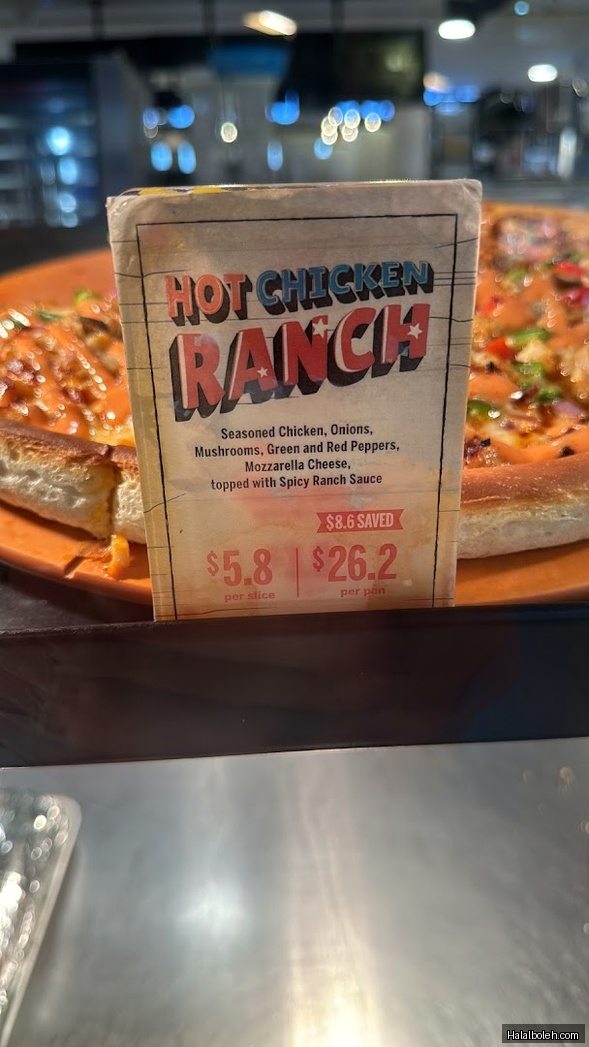 HOT CHICKEN
RANCH
Seasoned Chicken, Onions,
Mushrooms, Green and Red Peppers,
Mozzarella Cheese,
topped with Spicy Ranch Sauce
$8.6 SAVED
$5.8 $26.2
per slice per pan
Halalboleh.com